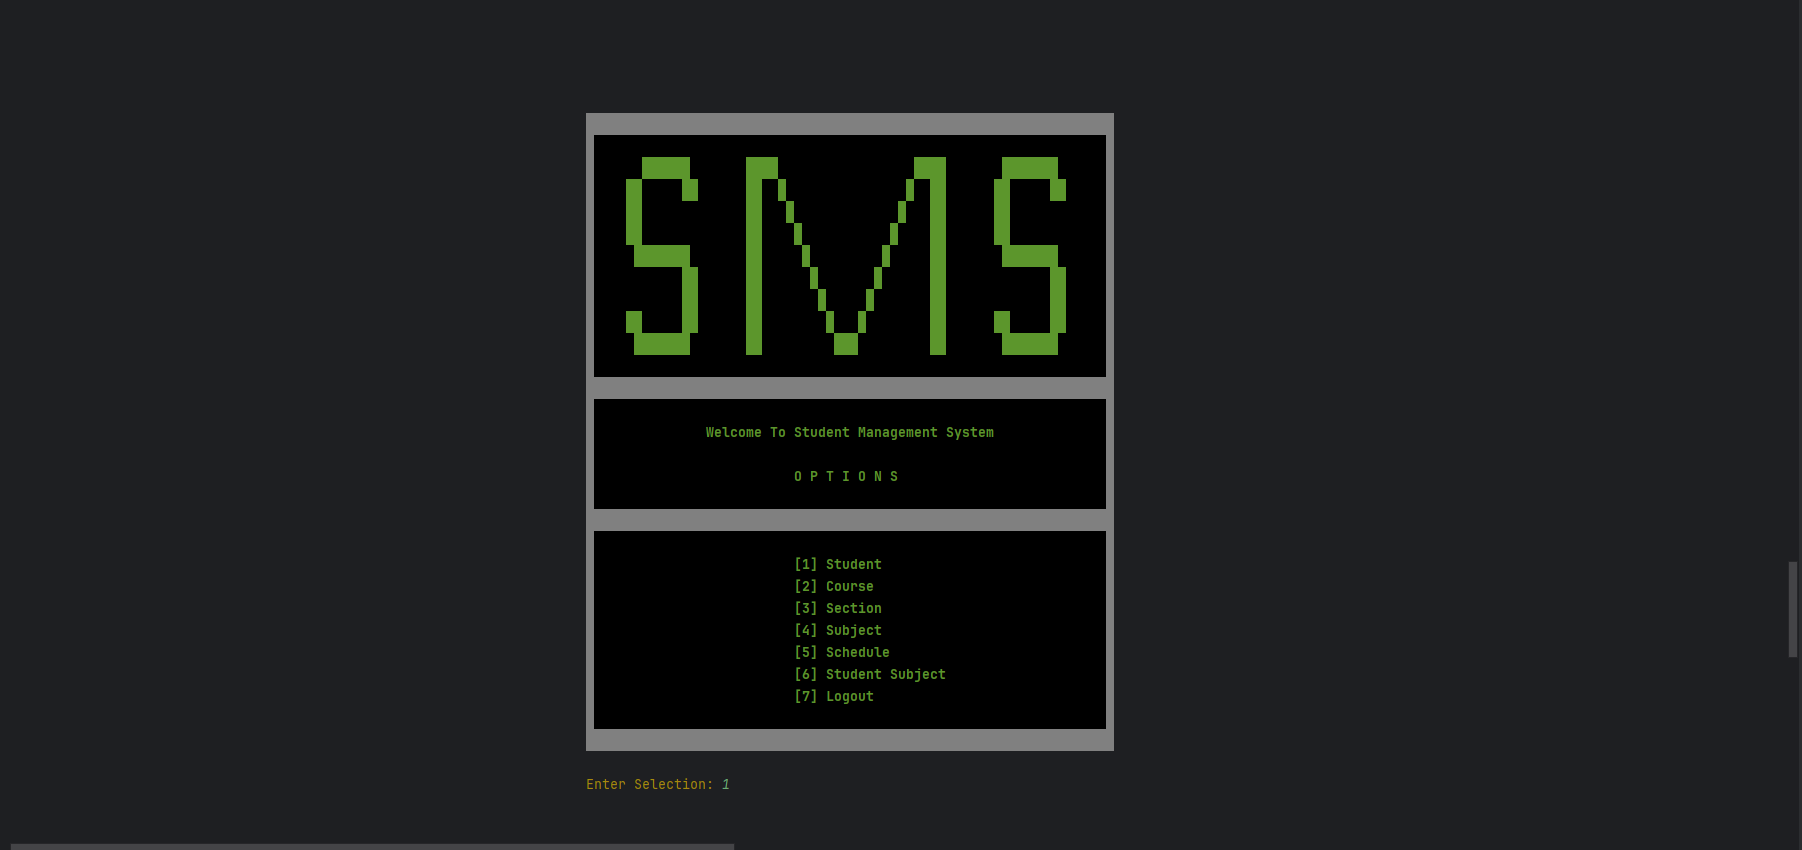 SMS
Welcome To Student Management System
O P T I O N S
[1] Student
[2] Course
[3] Section
[4] Subject
[5] Schedule
[6] Student Subject
[7] Logout
Enter Selection: 1